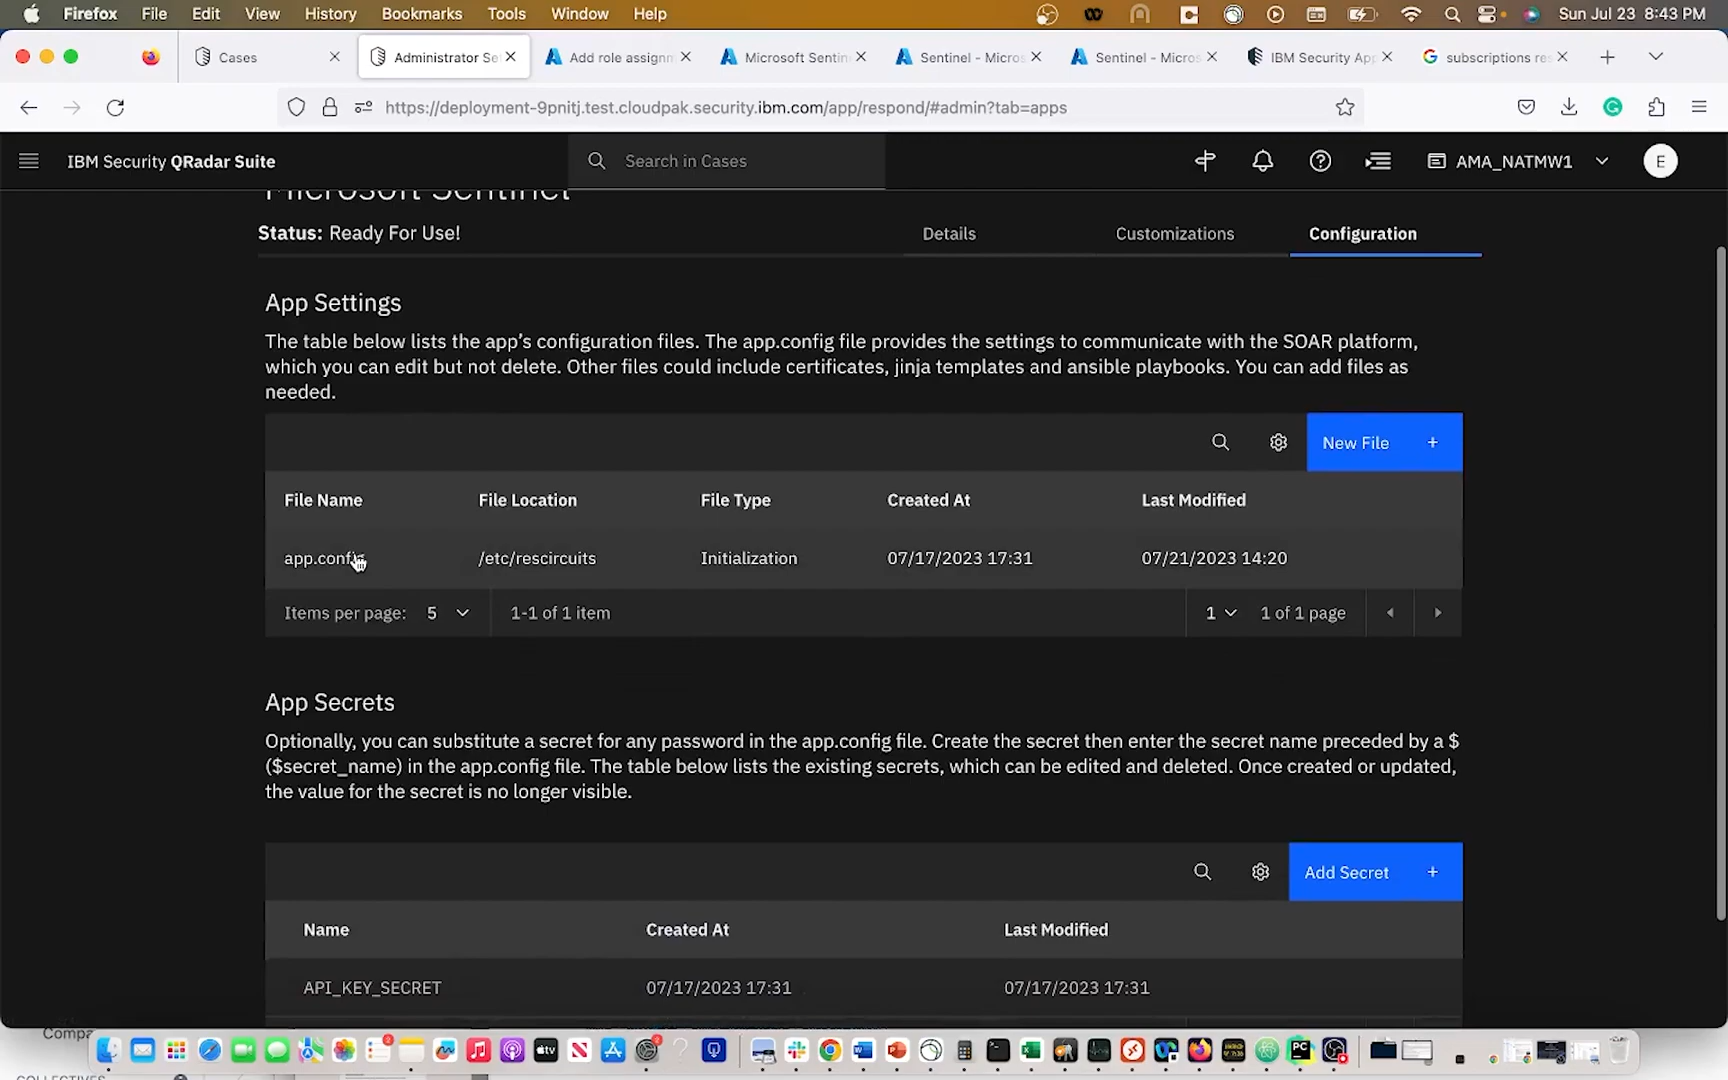 Firefox File Edit View History Bookmarks Tools Window Help Sun Jul 23 8:43 PM
Cases Administrator Se Add role assignm Microsoft Sentin Sentinel - Micros Sentinel - Micros IBM Security App subscriptions res
https://deployment-9pnitj.test.cloudpak.security.ibm.com/app/respond/#admin?tab=apps
IBM Security QRadar Suite Search in Cases AMA_NATMW1 E
Microsoft Sentinel
Status: Ready For Use! Details Customizations Configuration
App Settings
The table below lists the app's configuration files. The app.config file provides the settings to communicate with the SOAR platform,
which you can edit but not delete. Other files could include certificates, jinja templates and ansible playbooks. You can add files as
needed.
New File +
File Name File Location File Type Created At Last Modified
app.config /etc/rescircuits Initialization 07/17/2023 17:31 07/21/2023 14:20
Items per page: 5 1-1 of 1 item 1 1 of 1 page
App Secrets
Optionally, you can substitute a secret for any password in the app.config file. Create the secret then enter the secret name preceded by a $
($secret_name) in the app.config file. The table below lists the existing secrets, which can be edited and deleted. Once created or updated,
the value for the secret is no longer visible.
Add Secret +
Name Created At Last Modified
API_KEY_SECRET 07/17/2023 17:31 07/17/2023 17:31
Compa
COLLECTIVES